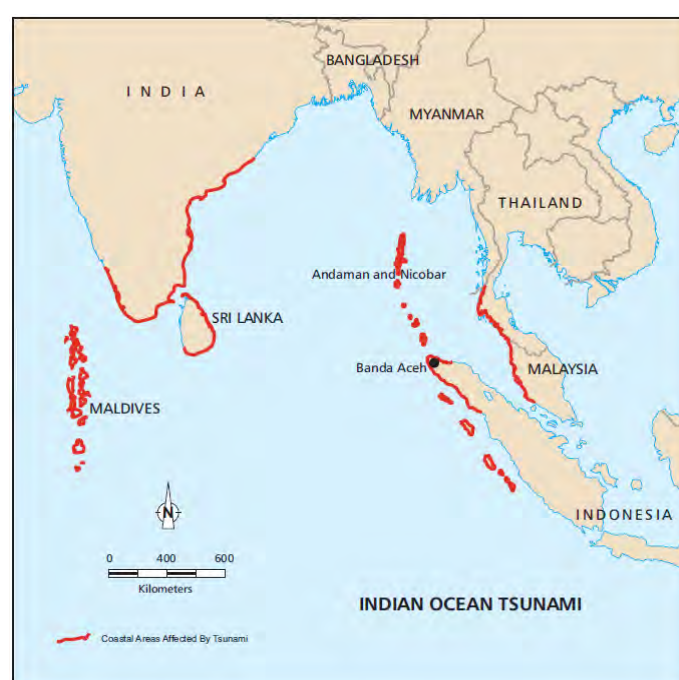 BANGLADESH
I N D I A
MYANMAR
THAILAND
Andaman and Nicobar
SRI LANKA
Banda Aceh
MALAYSIA
MALDIVES
N
INDONESIA
0 400 600
Kilometers
INDIAN OCEAN TSUNAMI
Coastal Areas Affected By Tsunami